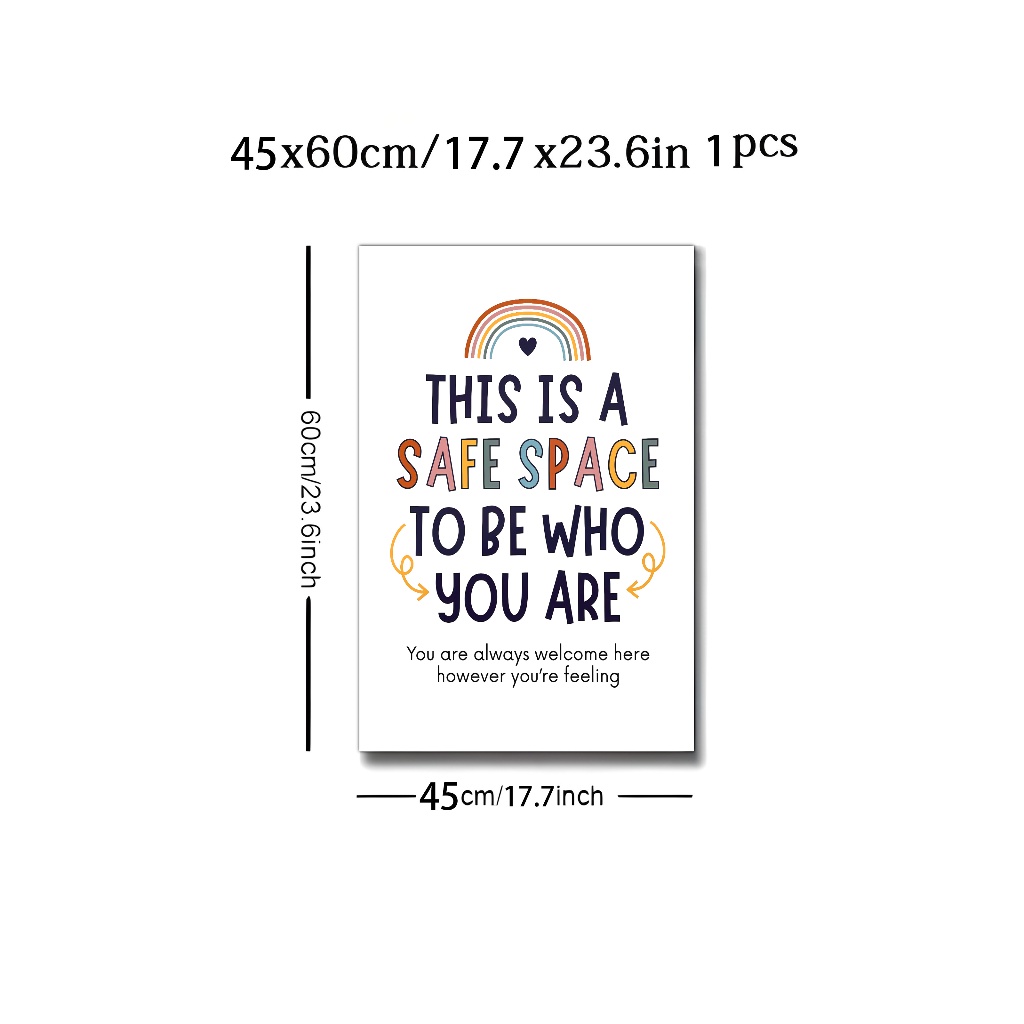 45x60cm/17.7 x23.6in 1pcs
60cm/23.6inch
THIS IS A
SAFE SPACE
TO BE WHO
YOU ARE
You are always welcome here
however you're feeling
45cm/17.7inch